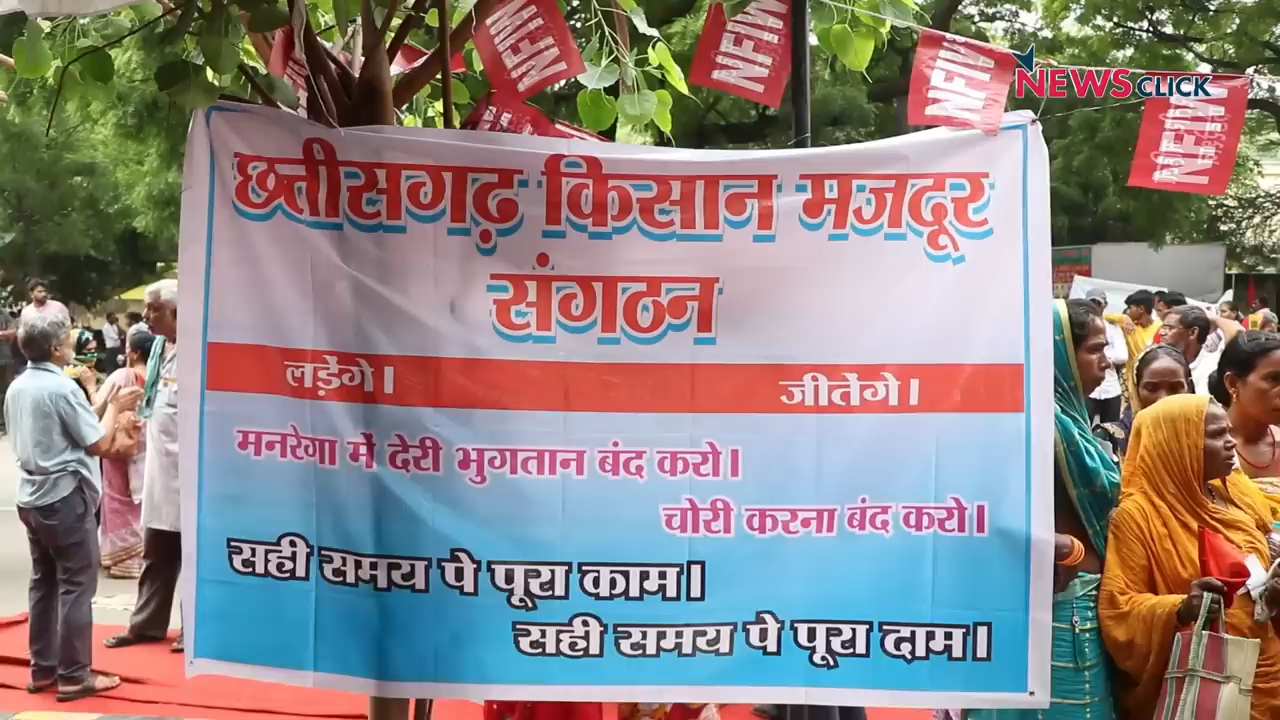 NFIW
NFIW
NFIW
NEWSCLICK
NFIW
छत्तीसगढ़ किसान मजदूर
संगठन
लड़ेंगे। जीतेंगे।
मनरेगा में देरी भुगतान बंद करो।
चोरी करना बंद करो।
सही समय पे पूरा काम।
सही समय पे पूरा दाम।